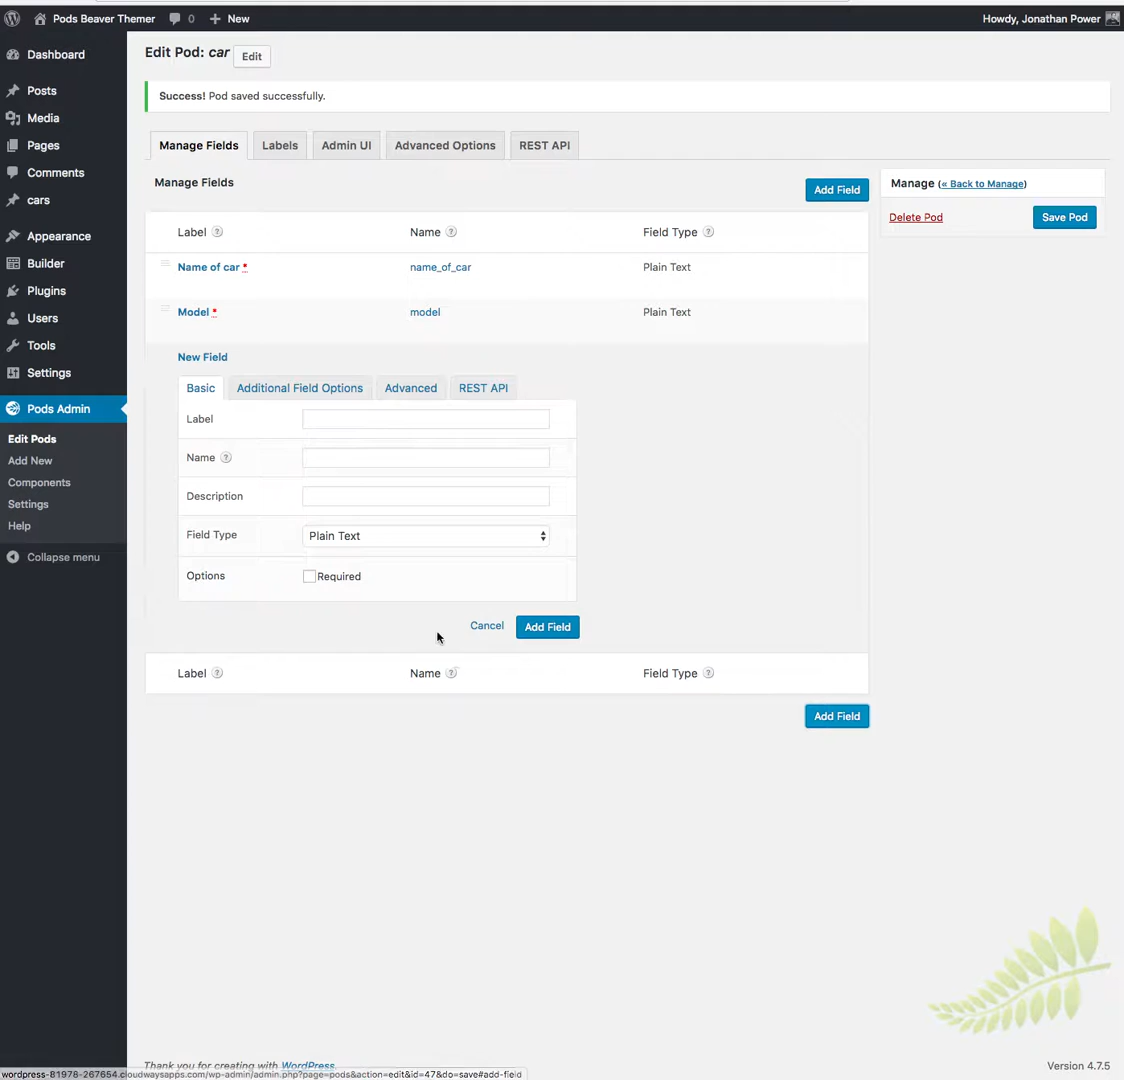 Pods Beaver Themer 0 New Howdy, Jonathan Power
Dashboard
Posts
Media
Pages
Comments
cars
Appearance
Builder
Plugins
Users
Tools
Settings
Pods Admin
Edit Pods
Add New
Components
Settings
Help
Collapse menu
Edit Pod: car Edit
Success! Pod saved successfully.
Manage Fields Labels Admin UI Advanced Options REST API
Manage Fields Add Field
Label ? Name ? Field Type ?
Name of car * name_of_car Plain Text
Model * model Plain Text
New Field
Basic Additional Field Options Advanced REST API
Label
Name ?
Description
Field Type Plain Text
Options Required
Cancel Add Field
Label ? Name ? Field Type ?
Add Field
Manage (« Back to Manage)
Delete Pod Save Pod
Thank you for creating with WordPress. Version 4.7.5
wordpress-81978-267654.cloudwaysapps.com/wp-admin/admin.php?page=pods&action=edit&id=47&do=save#add-field